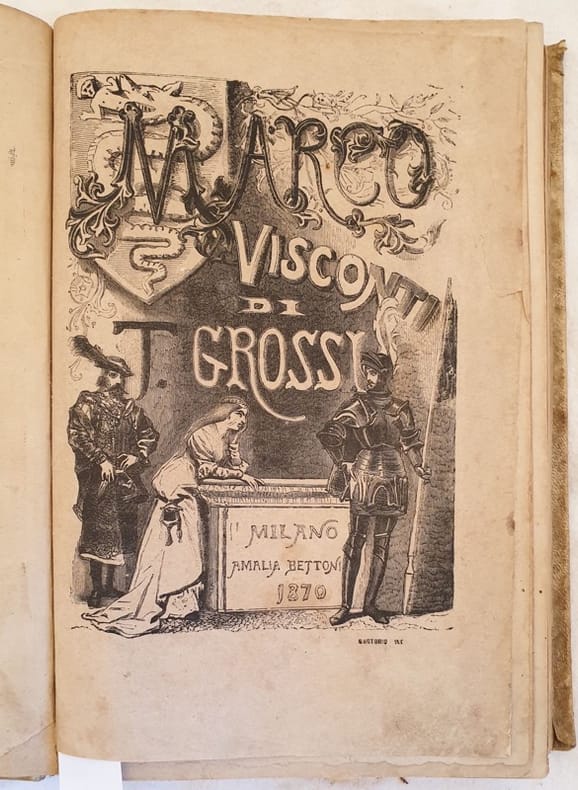 MARCO
VISCONTI
DI
T. GROSSI
MILANO
AMALIA BETTONI
1870